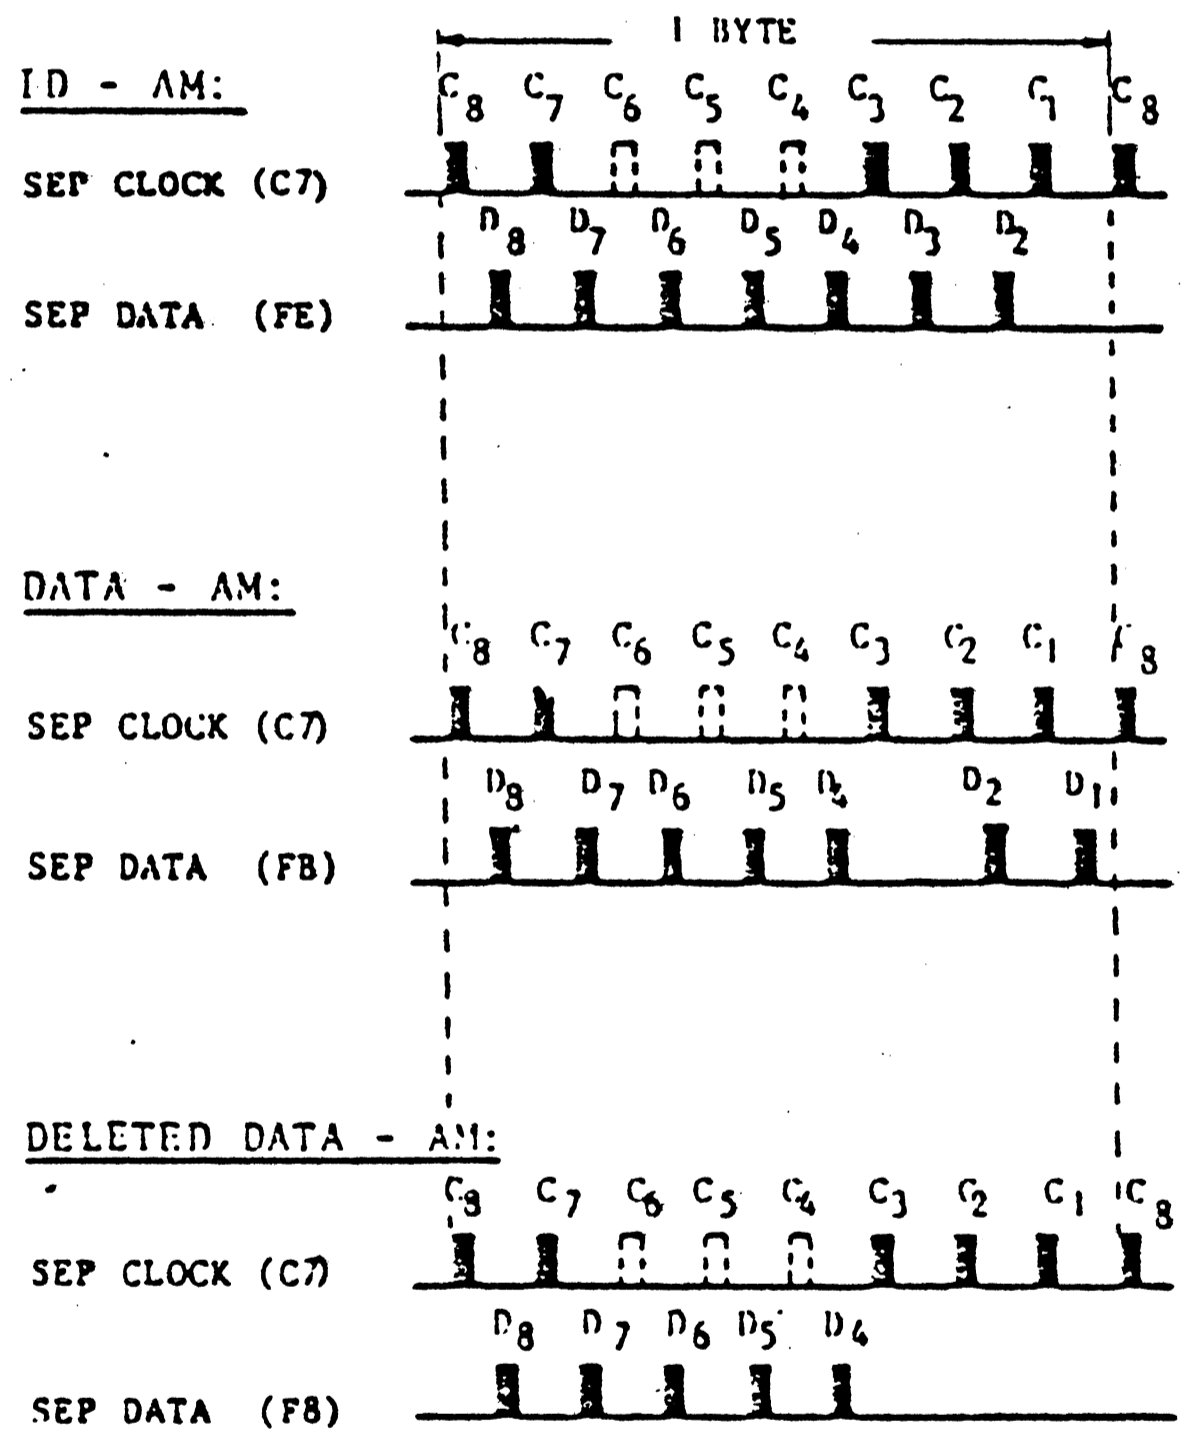 1 BYTE
ID - AM:
C8 C7 C6 C5 C4 C3 C2 C1 C8
SEP CLOCK (C7)
D8 D7 D6 D5 D4 D3 D2
SEP DATA (FE)
DATA - AM:
C8 C7 C6 C5 C4 C3 C2 C1 C8
SEP CLOCK (C7)
D8 D7 D6 D5 D4 D2 D1
SEP DATA (FB)
DELETED DATA - AM:
C8 C7 C6 C5 C4 C3 C2 C1 C8
SEP CLOCK (C7)
D8 D7 D6 D5 D4
SEP DATA (F8)